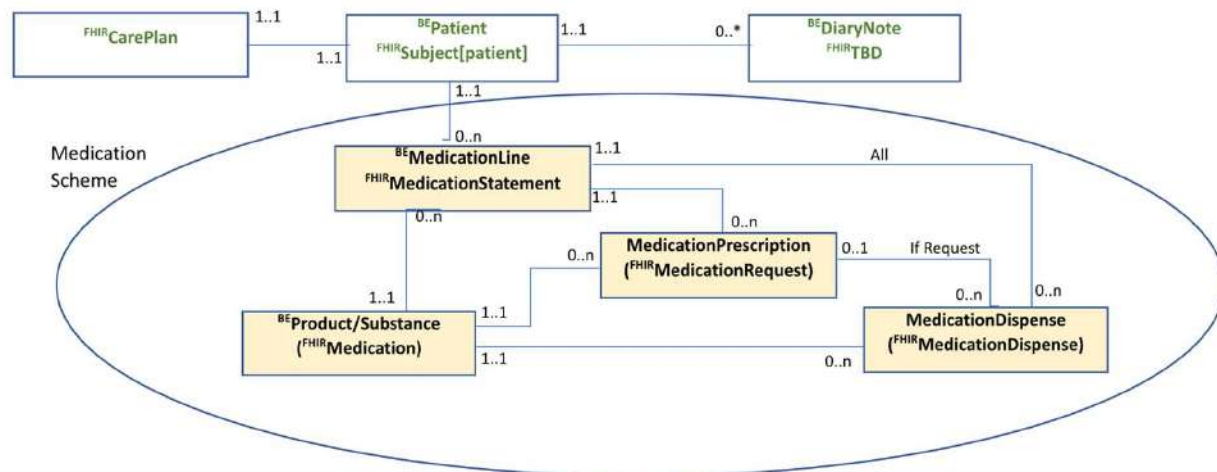 1..1
FHIRCarePlan
1..1
BEPatient
FHIRSubject[patient]
1..1
0..*
BEDiaryNote
FHIRTBD
1..1
0..n
Medication
Scheme
BEMedicationLine
FHIRMedicationStatement
1..1
All
1..1
0..n
0..n
MedicationPrescription
(FHIRMedicationRequest)
0..n
0..1
If Request
0..n
0..n
1..1
BEProduct/Substance
(FHIRMedication)
1..1
1..1
MedicationDispense
(FHIRMedicationDispense)
0..n